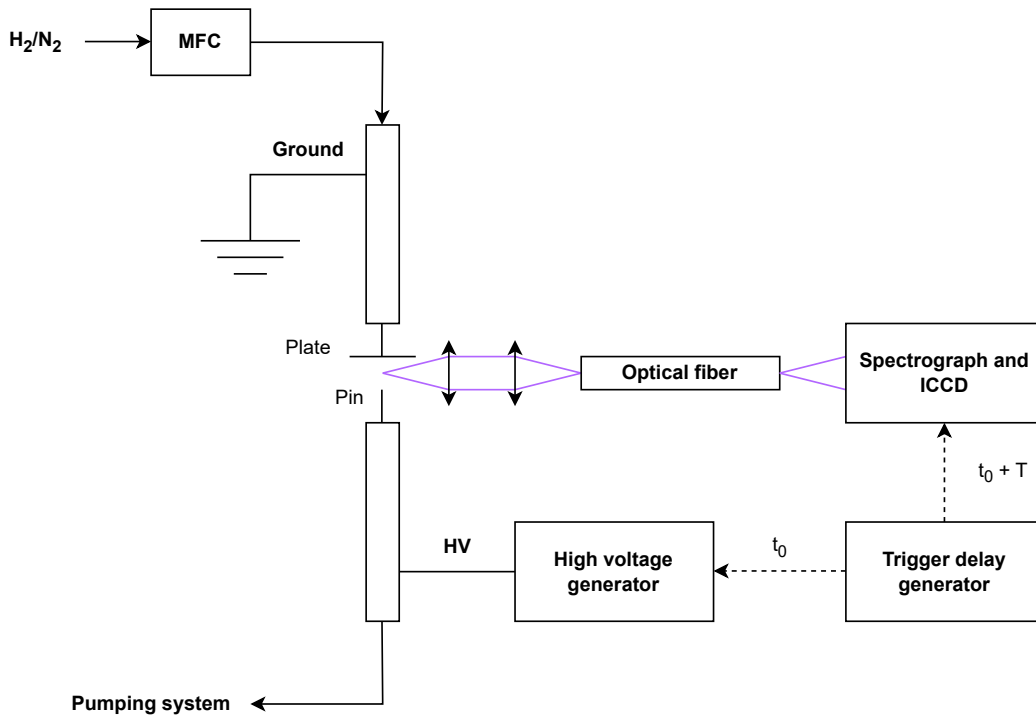 H₂/N₂
MFC
Ground
Plate
Pin
Optical fiber
Spectrograph and
ICCD
t₀ + T
HV
High voltage
generator
t₀
Trigger delay
generator
Pumping system